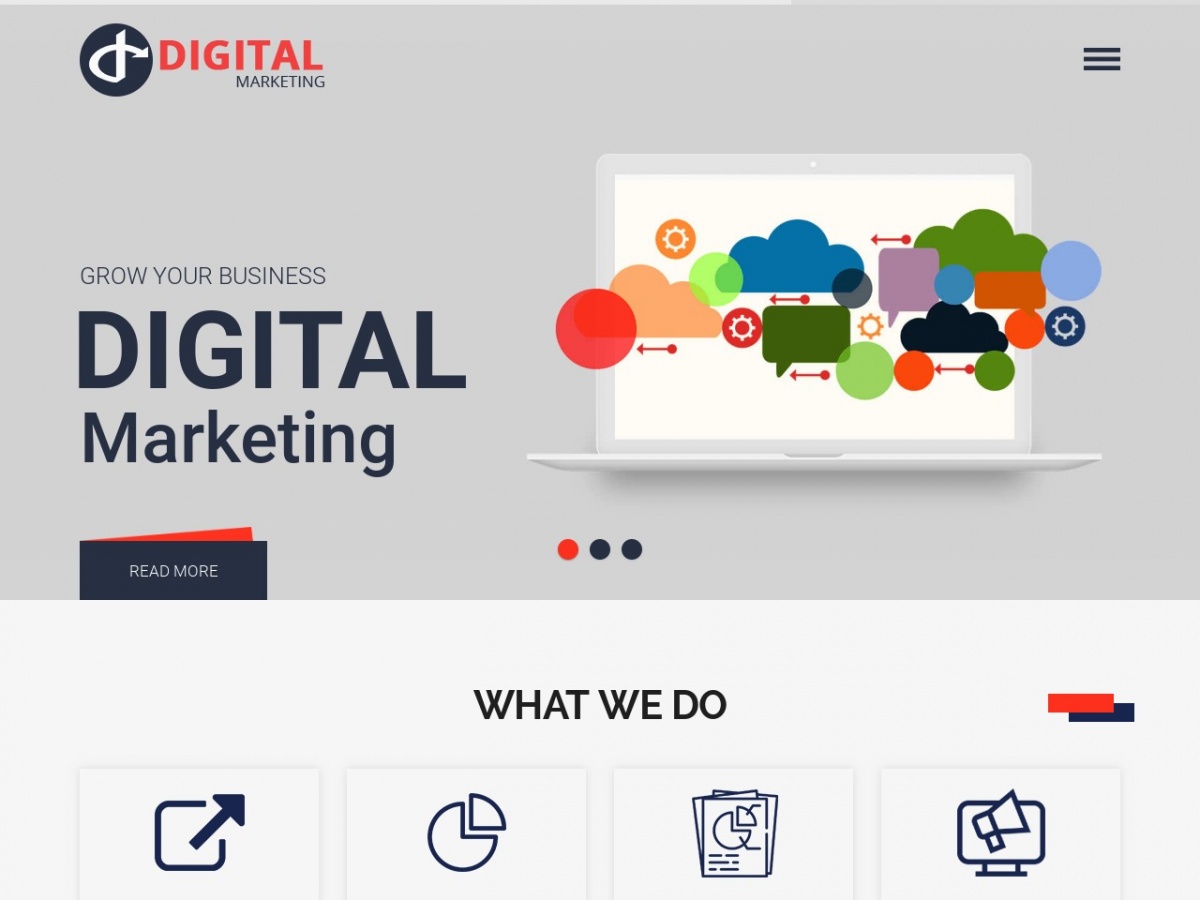 DIGITAL
MARKETING
GROW YOUR BUSINESS
DIGITAL
Marketing
READ MORE
WHAT WE DO